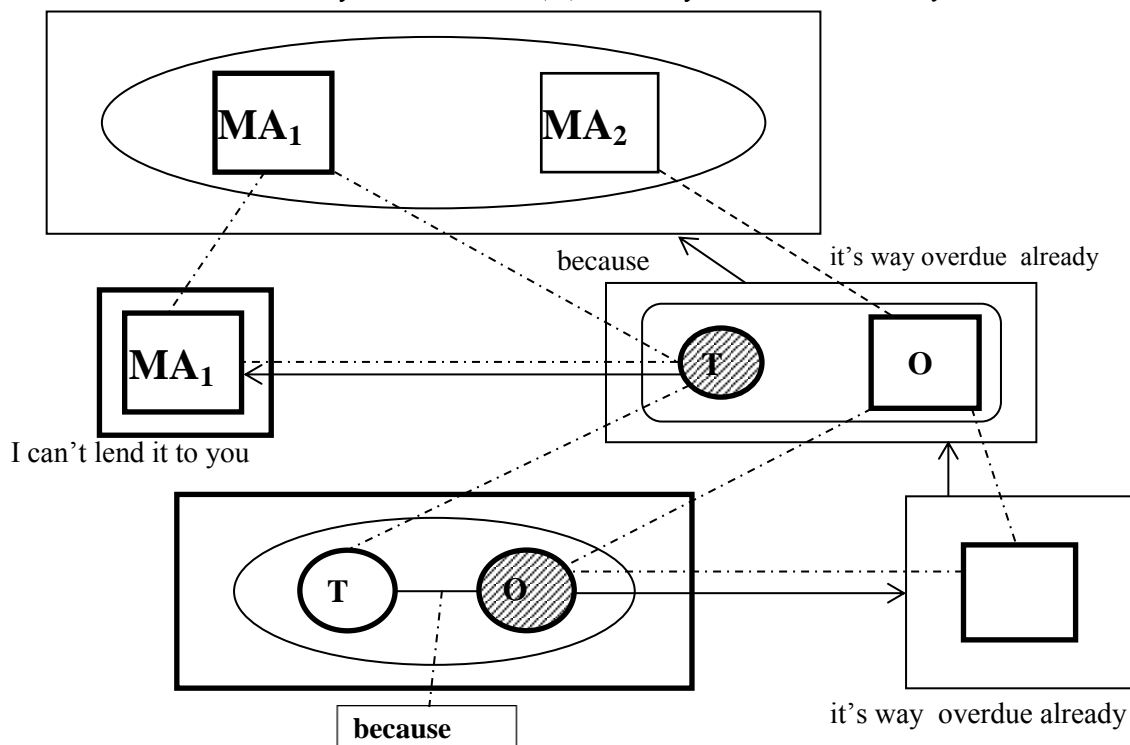 MA₁ MA₂
because it's way overdue already
MA₁ T O
I can't lend it to you
T O
it's way overdue already
because